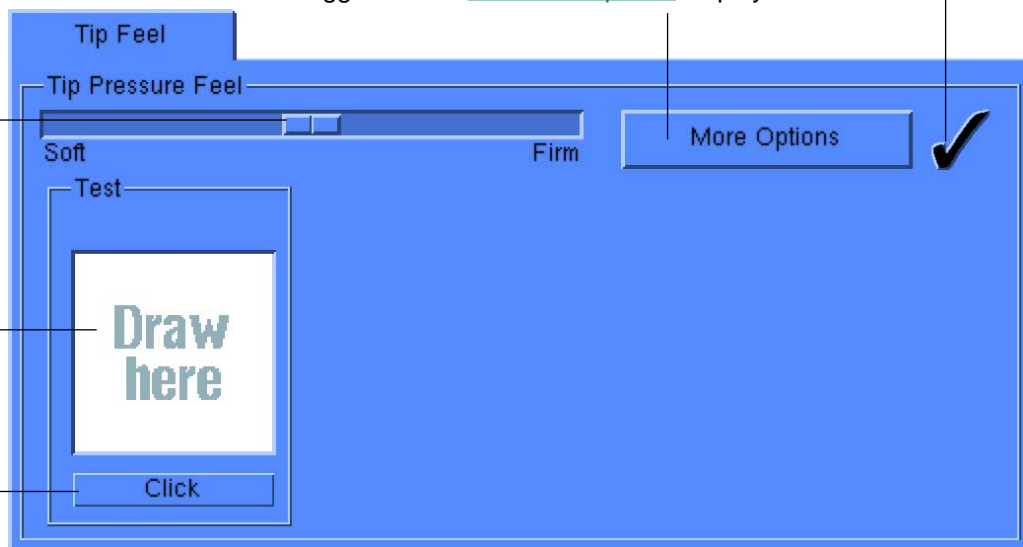 Tip Feel
Tip Pressure Feel
Soft Firm More Options
Test
Draw
here
Click